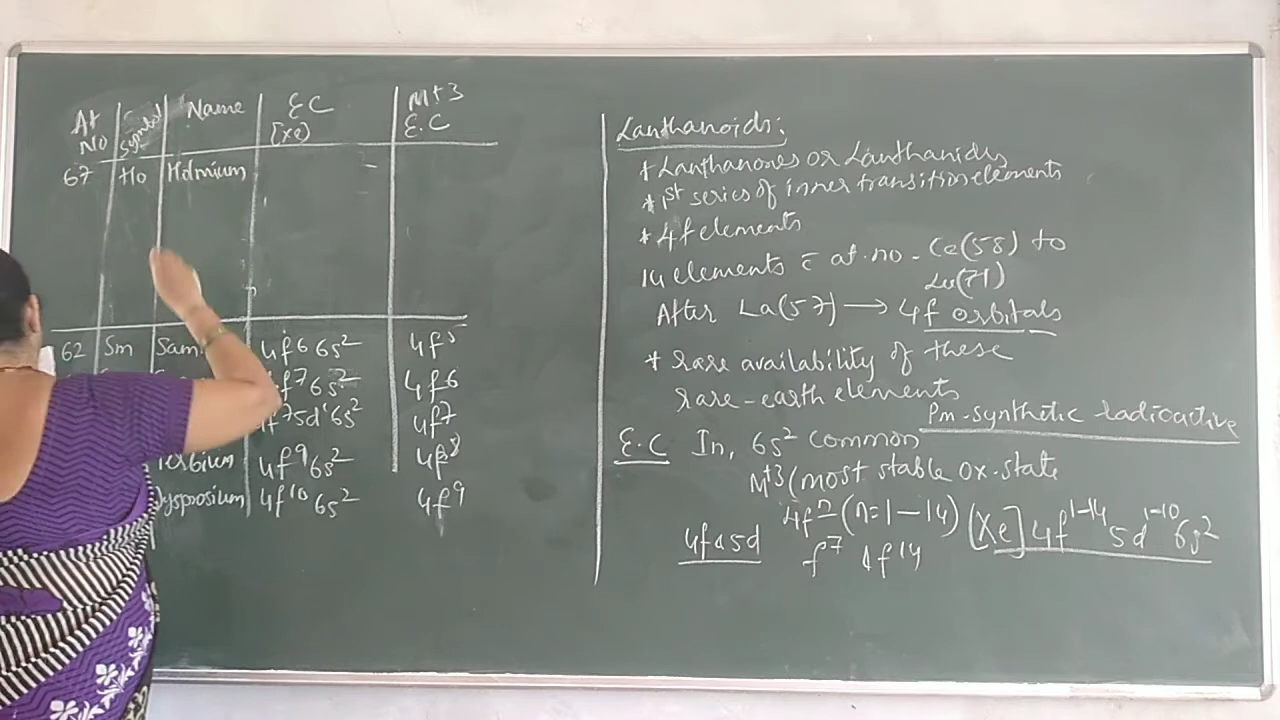 At No Symbol Name EC [Xe] M+3 E.C
67 Ho Holmium
62 Sm Sam 4f6 6s2 4f5
4f7 6s2 4f6
4f7 5d1 6s2 4f7
Terbium 4f9 6s2 4f8
Dysprosium 4f10 6s2 4f9
Lanthanoids:
* Lanthanones or Lanthanides
* 1st series of inner transition elements
* 4f elements
14 elements c̄ at. no - Ce(58) to
Lu(71)
After La(57) → 4f orbitals
* rare availability of these
rare-earth elements
Pm-synthetic radioactive
E.C In, 6s2 common
M+3 (most stable ox. state
4fn (n=1-14) [Xe] 4f1-14 5d1-10 6s2
4f & 5d f7 4f14